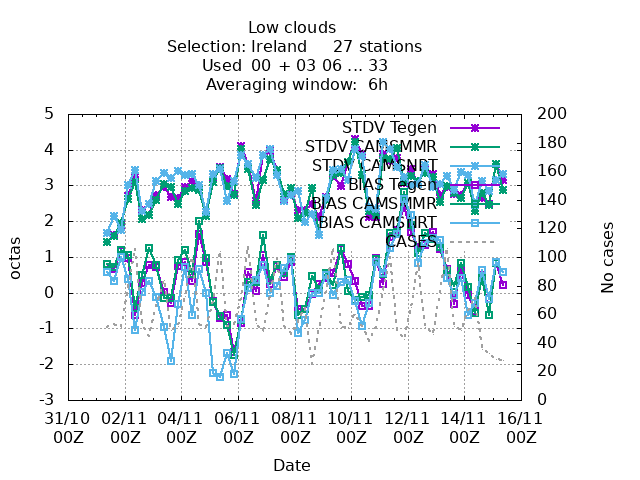 Low clouds
Selection: Ireland 27 stations
Used 00 + 03 06 ... 33
Averaging window: 6h
5 200
4 180
3 160
2 140
1 120
0 100
-1 80
-2 60
-3 40
20
0
octas
No cases
STDV Tegen
STDV CAMSMMR
STDV CAMSNRT
BIAS Tegen
BIAS CAMSMMR
BIAS CAMSNRT
CASES
31/10 02/11 04/11 06/11 08/11 10/11 12/11 14/11 16/11
00Z 00Z 00Z 00Z 00Z 00Z 00Z 00Z 00Z
Date